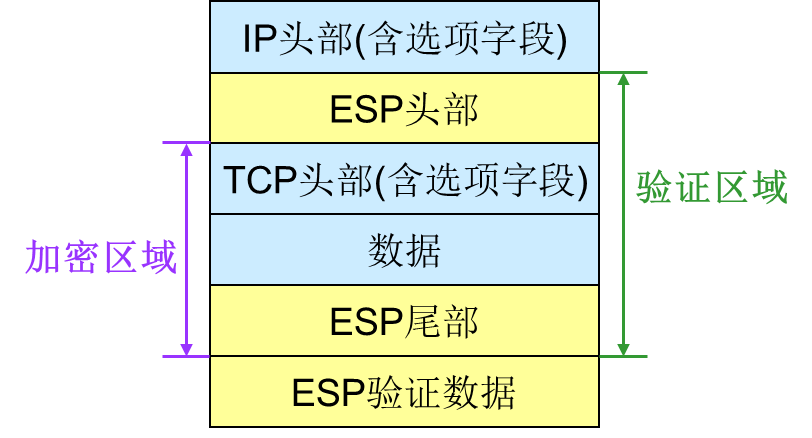 IP头部(含选项字段)
ESP头部
TCP头部(含选项字段)
验证区域
数据
加密区域
ESP尾部
ESP验证数据